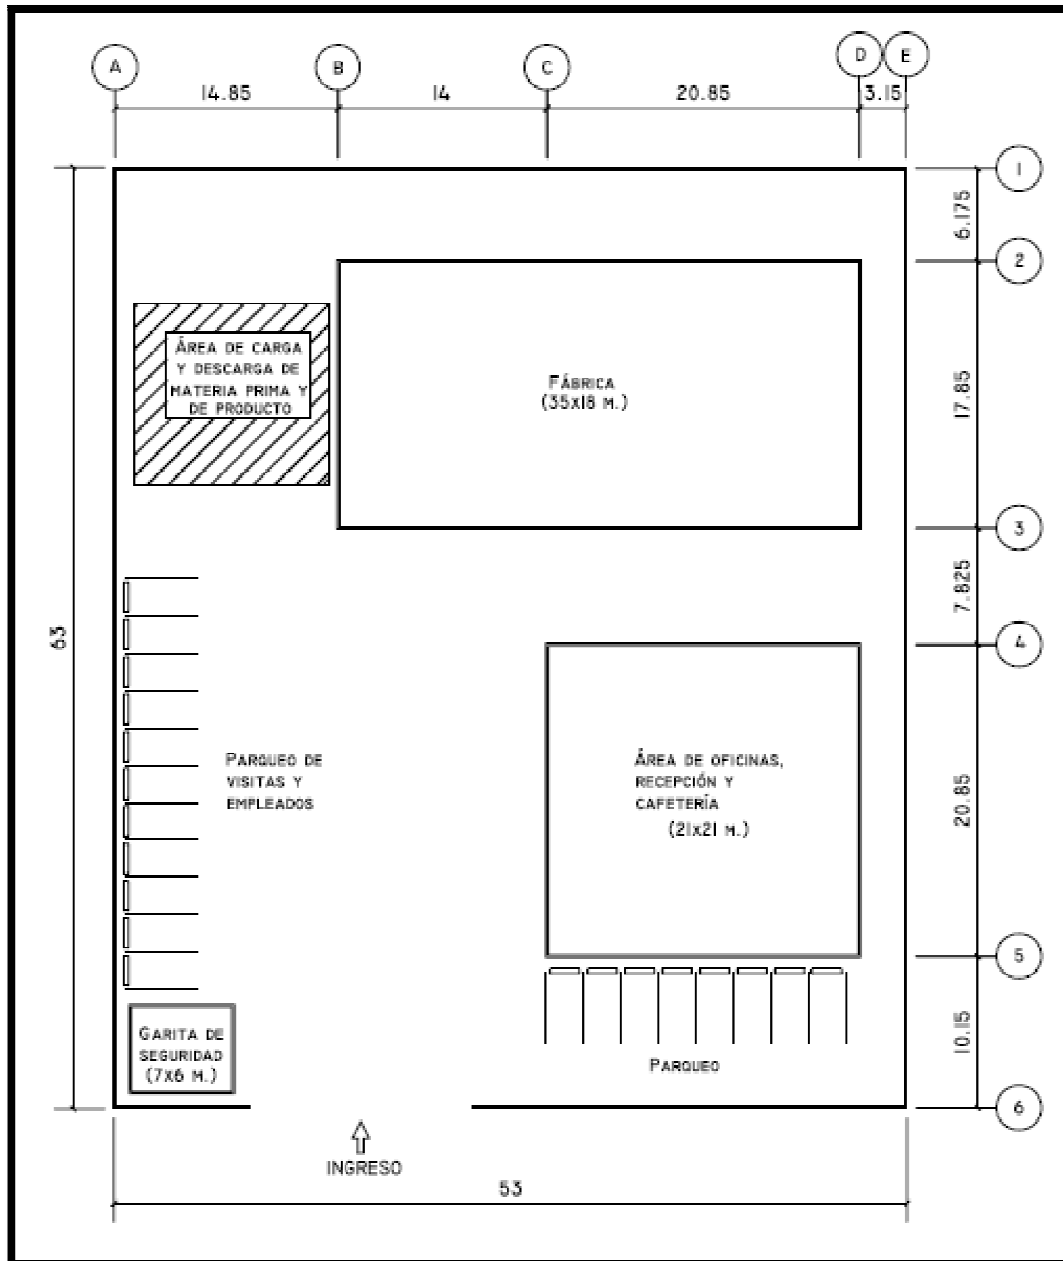 A B C D E
14.85 14 20.85 3.15
1
6.175
2
ÁREA DE CARGA
Y DESCARGA DE
MATERIA PRIMA Y
DE PRODUCTO
FÁBRICA
(35X18 M.)
17.85
3
7.825
63
4
PARQUEO DE
VISITAS Y
EMPLEADOS
ÁREA DE OFICINAS,
RECEPCIÓN Y
CAFETERÍA
(21X21 M.)
20.85
5
GARITA DE
SEGURIDAD
(7X6 M.)
PARQUEO
10.15
6
INGRESO
53